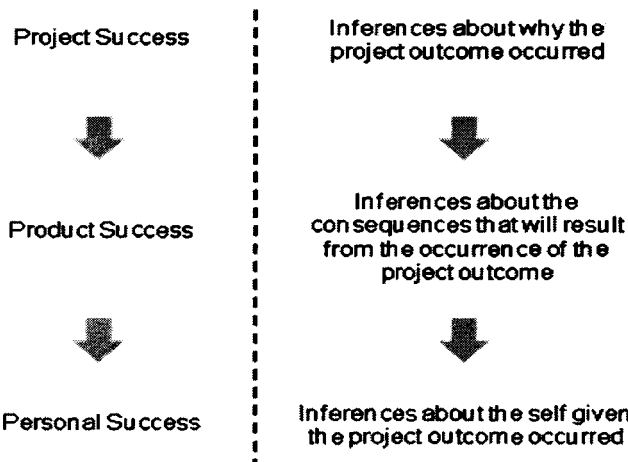 Project Success
Inferences about why the
project outcome occurred
Product Success
Inferences about the
consequences that will result
from the occurrence of the
project outcome
Personal Success
Inferences about the self given
the project outcome occurred